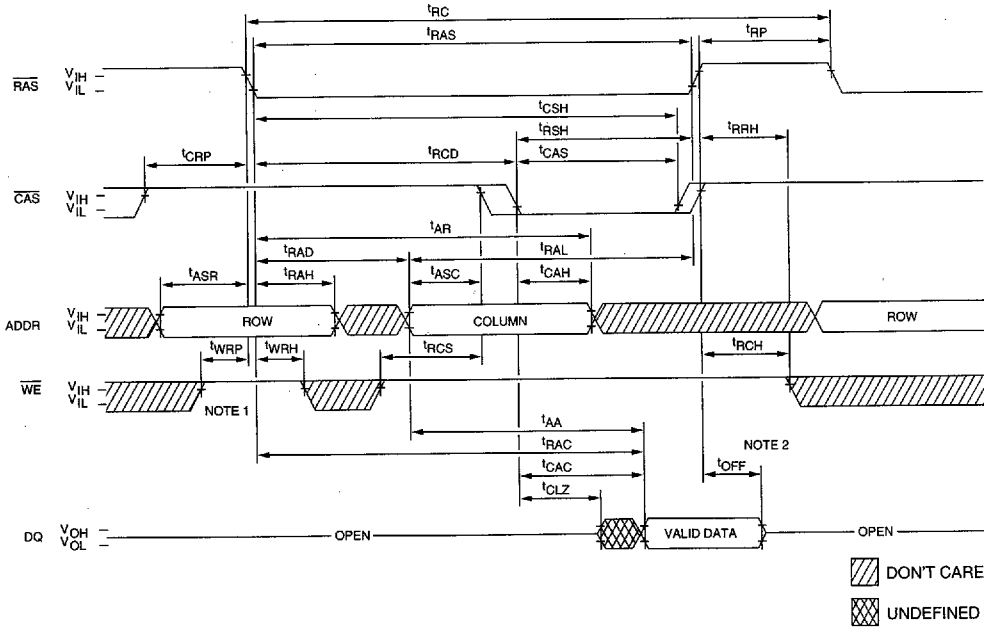 tRC
tRAS
tRP
RAS VIH
VIL
tCSH
tRSH
tRRH
tCRP
tRCD
tCAS
CAS VIH
VIL
tAR
tRAD
tRAL
tASR
tRAH
tASC
tCAH
ADDR VIH
VIL
ROW
COLUMN
ROW
tWRP
tWRH
tRCS
tRCH
WE VIH
VIL
NOTE 1
tAA
tRAC
NOTE 2
tCAC
tOFF
tCLZ
DQ VOH
VOL
OPEN
VALID DATA
OPEN
DON'T CARE
UNDEFINED